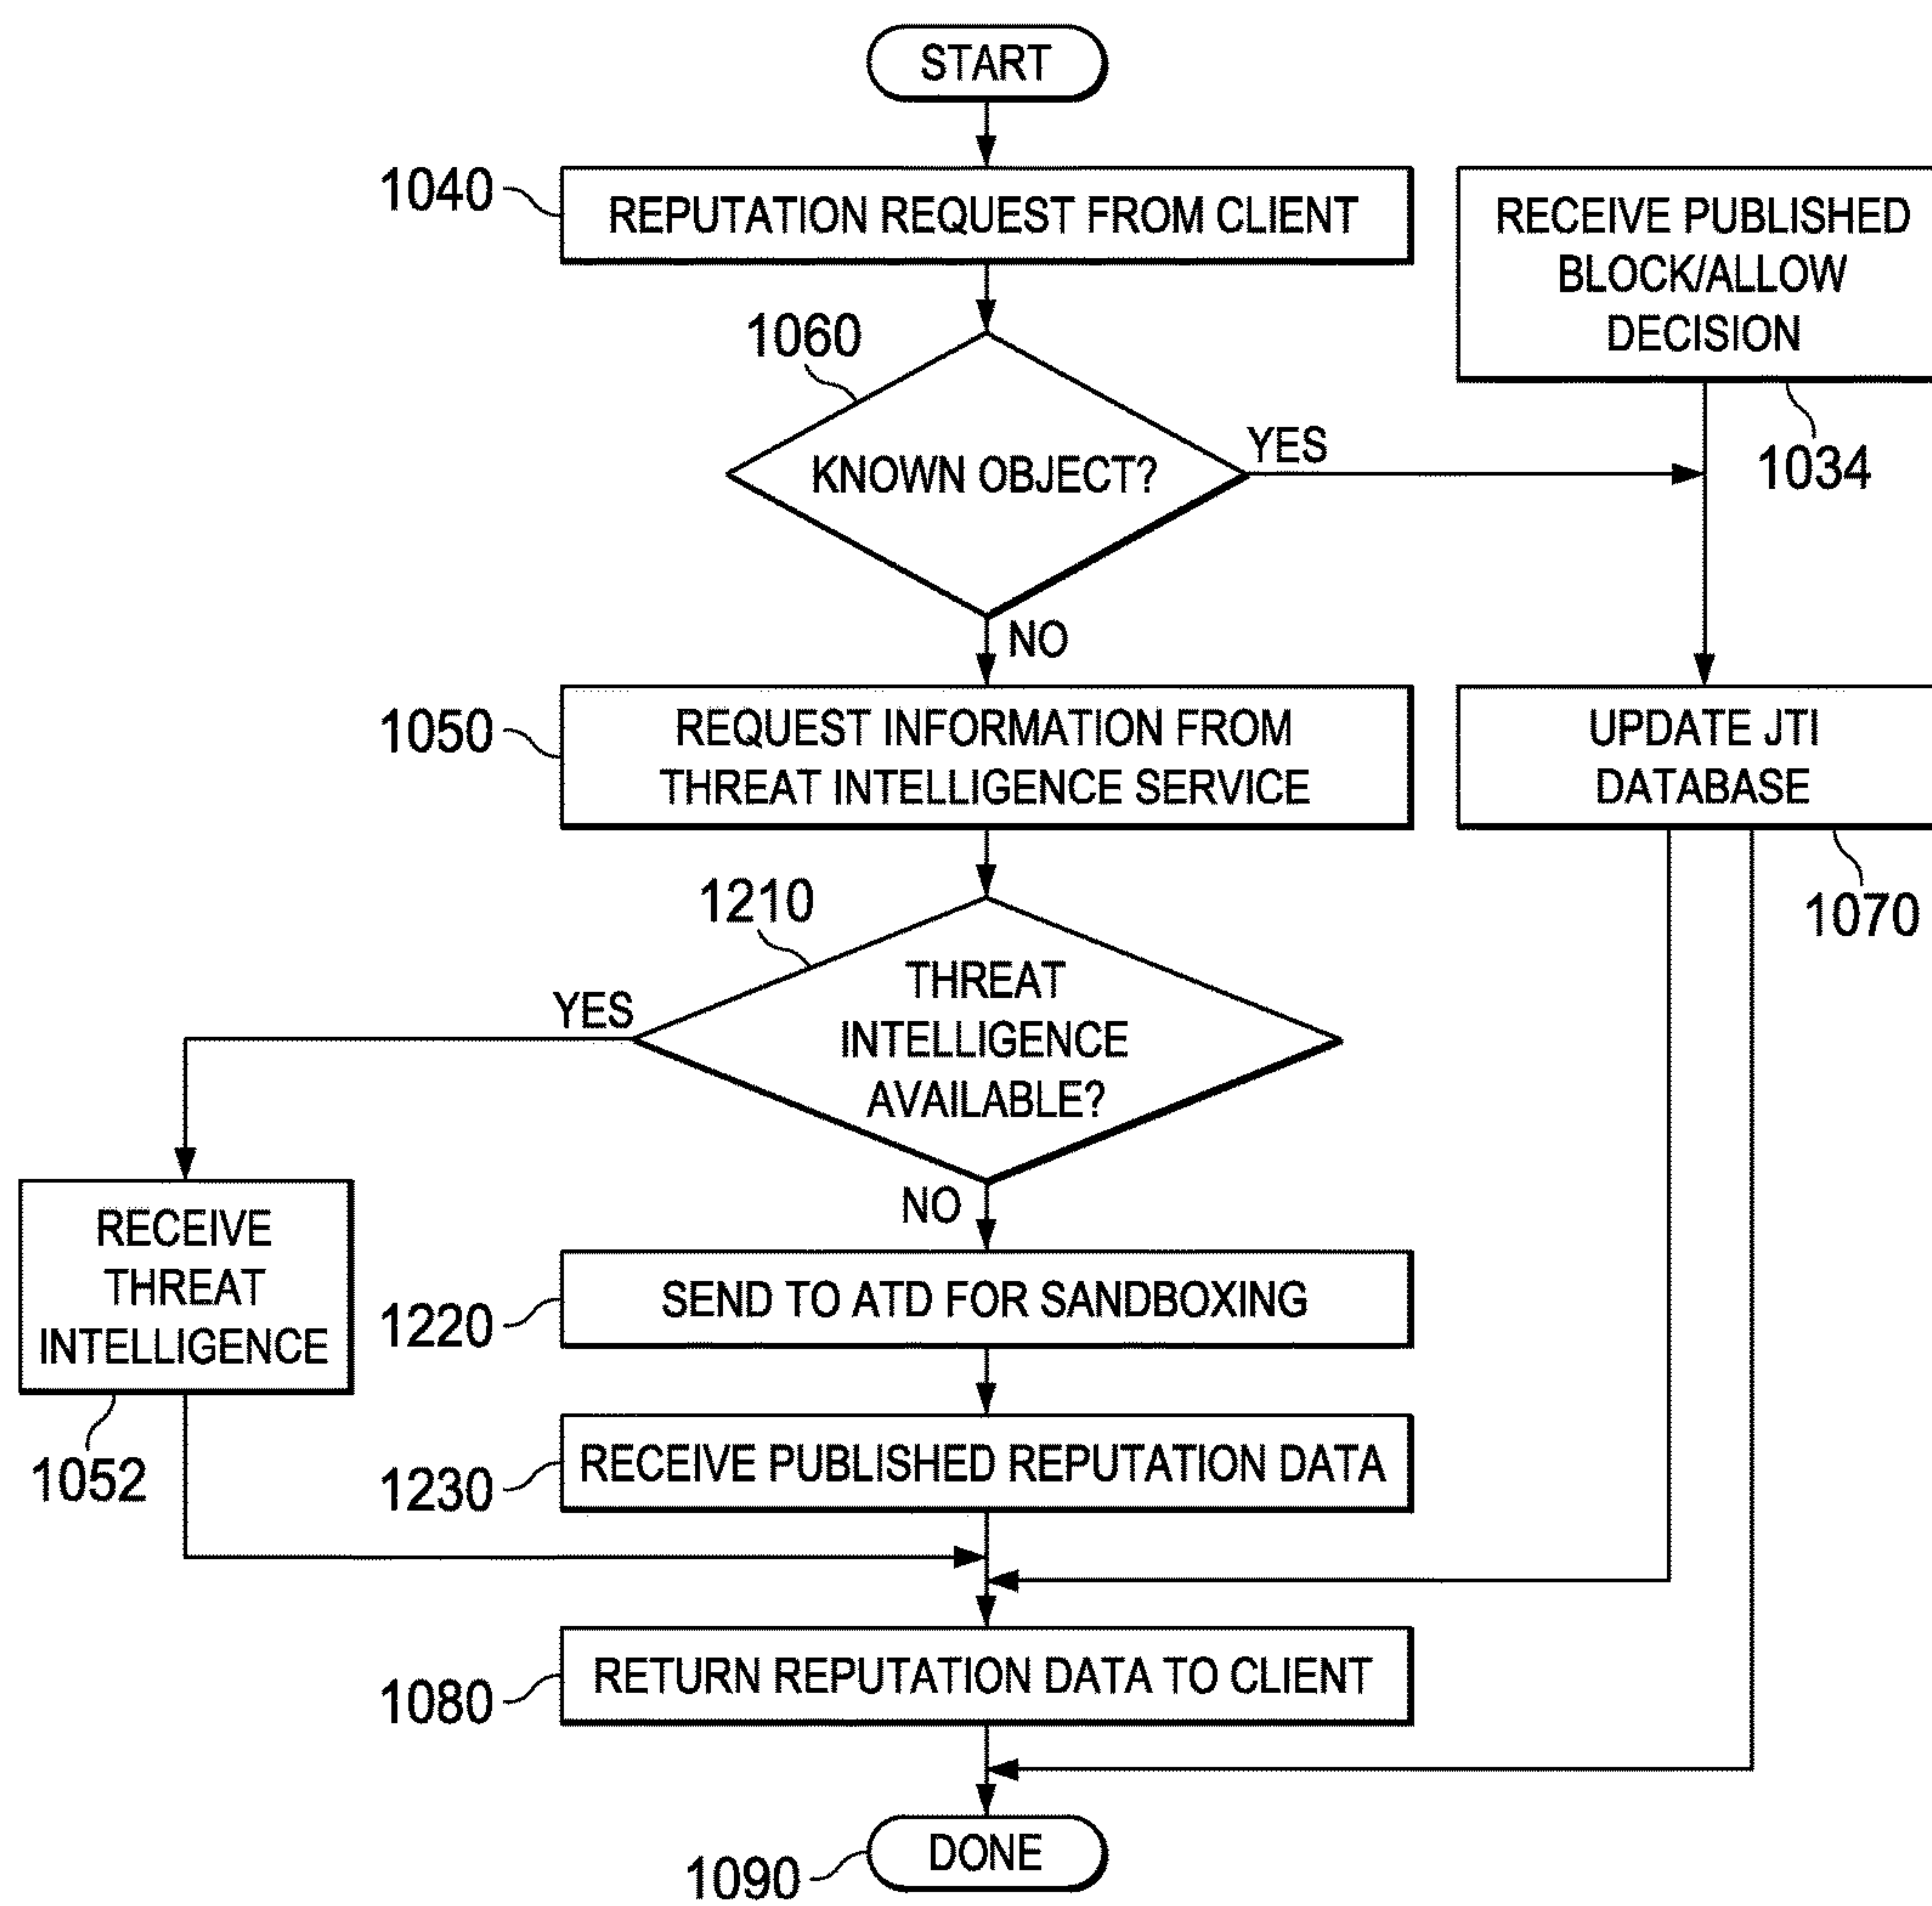 START
1040
REPUTATION REQUEST FROM CLIENT
RECEIVE PUBLISHED
BLOCK/ALLOW
DECISION
1034
1060
KNOWN OBJECT?
YES
NO
1050
REQUEST INFORMATION FROM
THREAT INTELLIGENCE SERVICE
UPDATE JTI
DATABASE
1070
1210
THREAT
INTELLIGENCE
AVAILABLE?
YES
NO
RECEIVE
THREAT
INTELLIGENCE
1052
1220
SEND TO ATD FOR SANDBOXING
1230
RECEIVE PUBLISHED REPUTATION DATA
1080
RETURN REPUTATION DATA TO CLIENT
1090
DONE